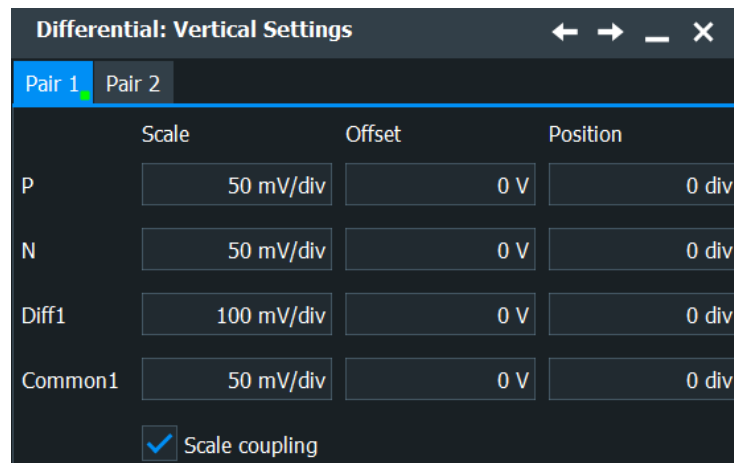 Differential: Vertical Settings
Pair 1 Pair 2
Scale Offset Position
P 50 mV/div 0 V 0 div
N 50 mV/div 0 V 0 div
Diff1 100 mV/div 0 V 0 div
Common1 50 mV/div 0 V 0 div
Scale coupling